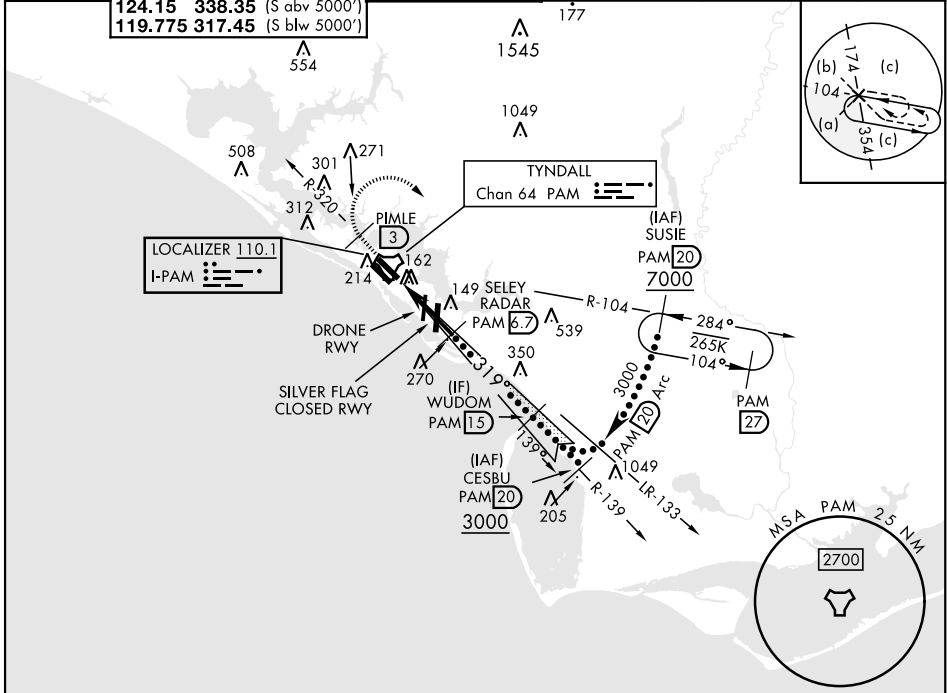 124.15 338.35 (S abv 5000')
119.775 317.45 (S blw 5000')
177
1545
554
1049
508
301
271
R-320
312
PIMLE
3
TYNDALL
Chan 64 PAM
LOCALIZER 110.1
I-PAM
214
162
(IAF)
SUSIE
PAM 20
7000
149
SELEY
RADAR
PAM 6.7
539
R-104
284°
265K
104°
PAM
27
DRONE
RWY
SILVER FLAG
CLOSED RWY
270
319°
350
3000
PAM 20 Arc
(IF)
WUDOM
PAM 15
139°
(IAF)
CESBU
PAM 20
3000
205
1049
R-139
LR-133
MSA PAM 25 NM
2700
174
(b)
(c)
104
(a)
(c)
354